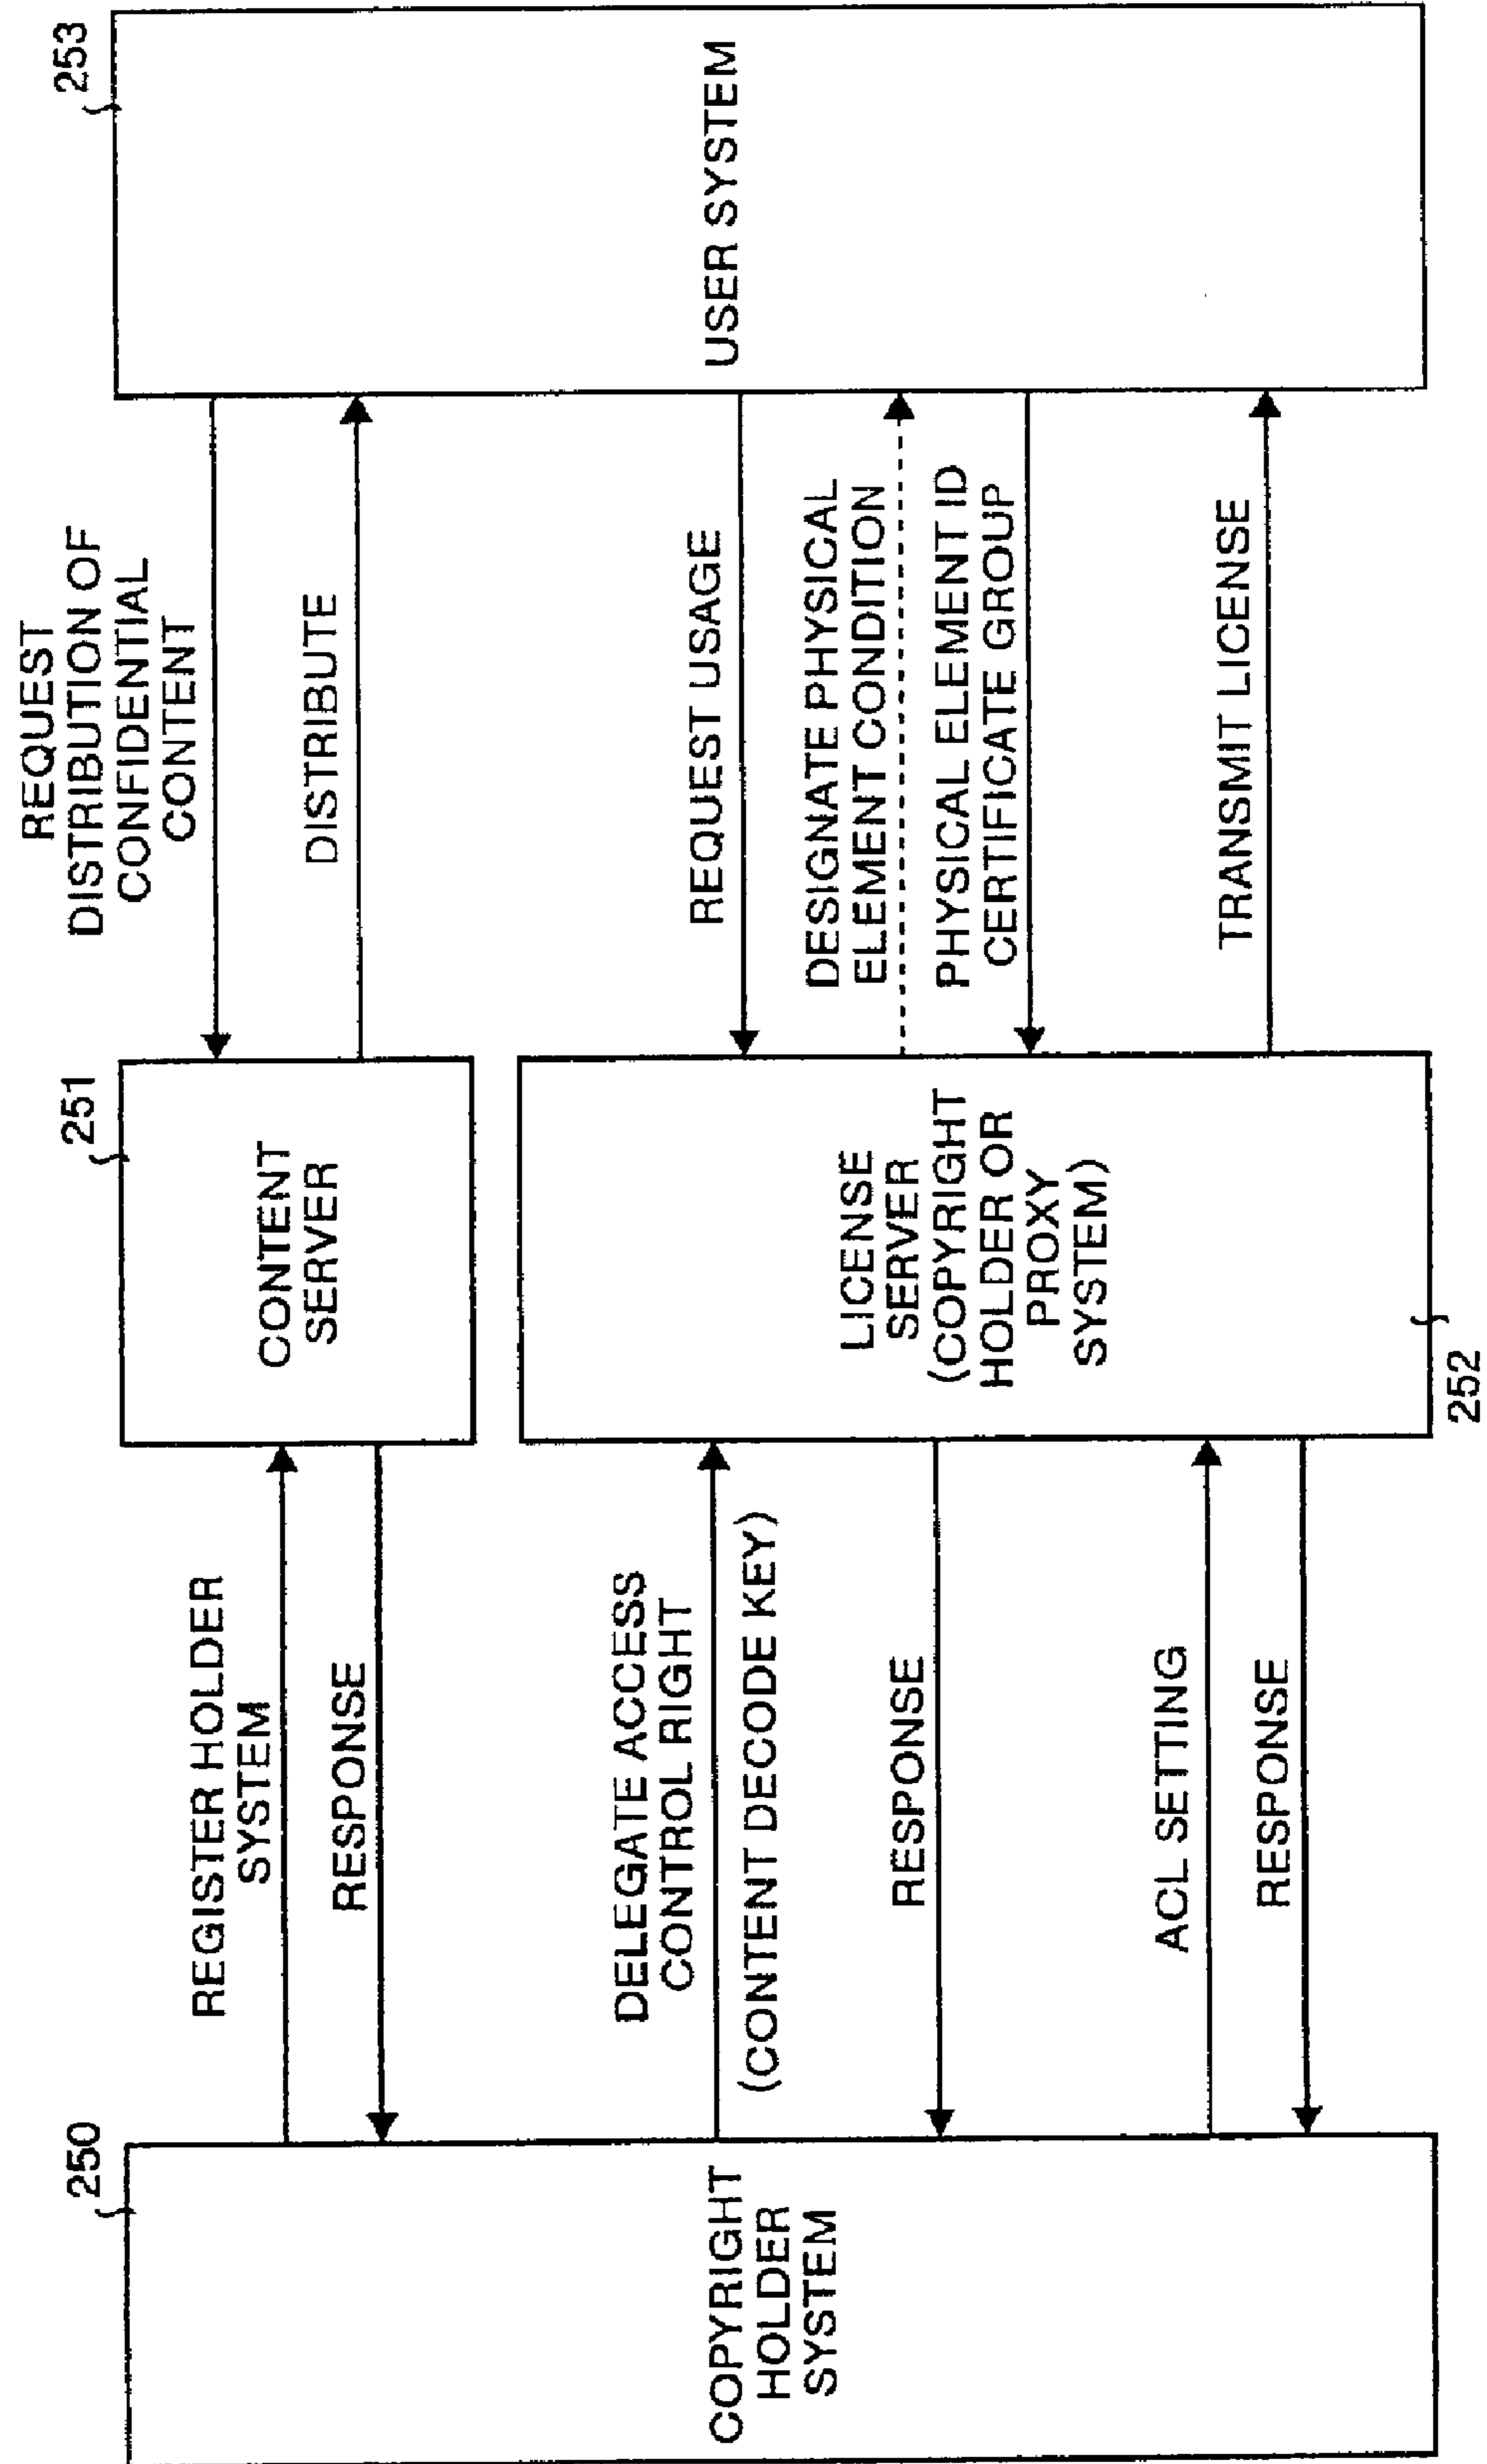 250
COPYRIGHT
HOLDER
SYSTEM
REGISTER HOLDER
SYSTEM
RESPONSE
DELEGATE ACCESS
CONTROL RIGHT
(CONTENT DECODE KEY)
RESPONSE
ACL SETTING
RESPONSE
251
CONTENT
SERVER
LICENSE
SERVER
(COPYRIGHT
HOLDER OR
PROXY
SYSTEM)
252
REQUEST
DISTRIBUTION OF
CONFIDENTIAL
CONTENT
DISTRIBUTE
REQUEST USAGE
DESIGNATE PHYSICAL
ELEMENT CONDITION
PHYSICAL ELEMENT ID
CERTIFICATE GROUP
TRANSMIT LICENSE
253
USER SYSTEM